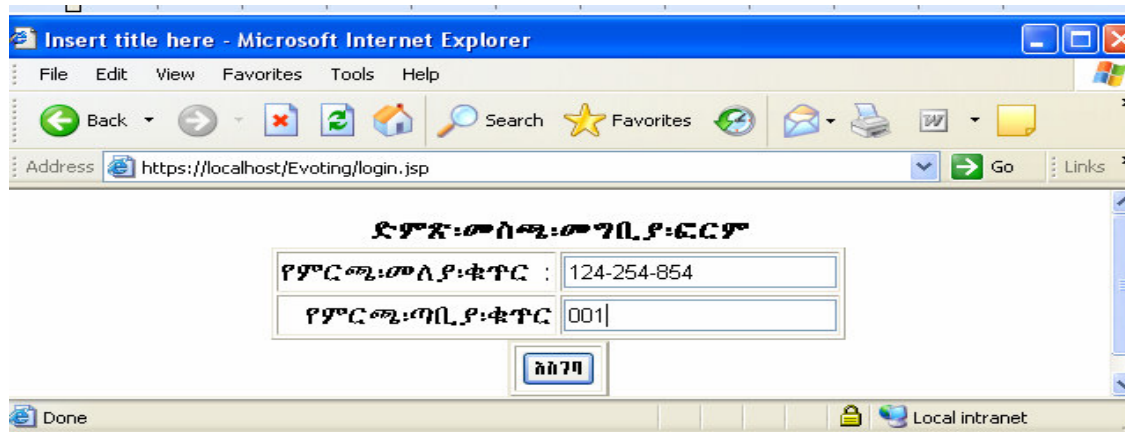 Insert title here - Microsoft Internet Explorer
File Edit View Favorites Tools Help
Back Search Favorites
Address https://localhost/Evoting/login.jsp Go Links
ድምጽ፡መስጫ፡መግቢያ፡ፎርም
የምርጫ፡መለያ፡ቁጥር : 124-254-854
የምርጫ፡ጣቢያ፡ቁጥር 001
አስገባ
Done Local intranet